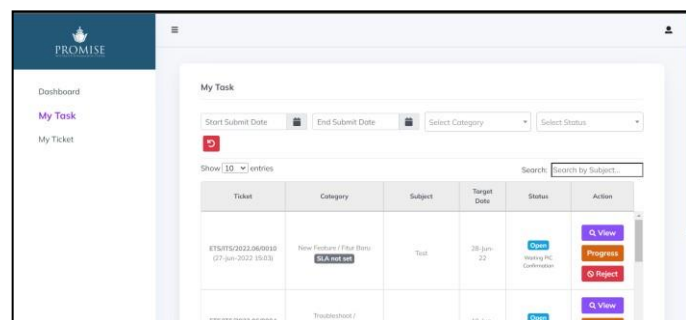 PROMISE
Dashboard
My Task
My Ticket
My Task
Start Submit Date
End Submit Date
Select Category
Select Status
Show 10 entries
Search: Search by Subject...
Ticket
Category
Subject
Target Date
Status
Action
ETS/ITS/2022.06/0010
(27-Jun-2022 15:03)
New Feature / Fitur Baru
SLA not set
Test
28-Jun-
22
Open
Waiting PIC
Confirmation
View
Progress
Reject
Troubleshoot /
Open
View